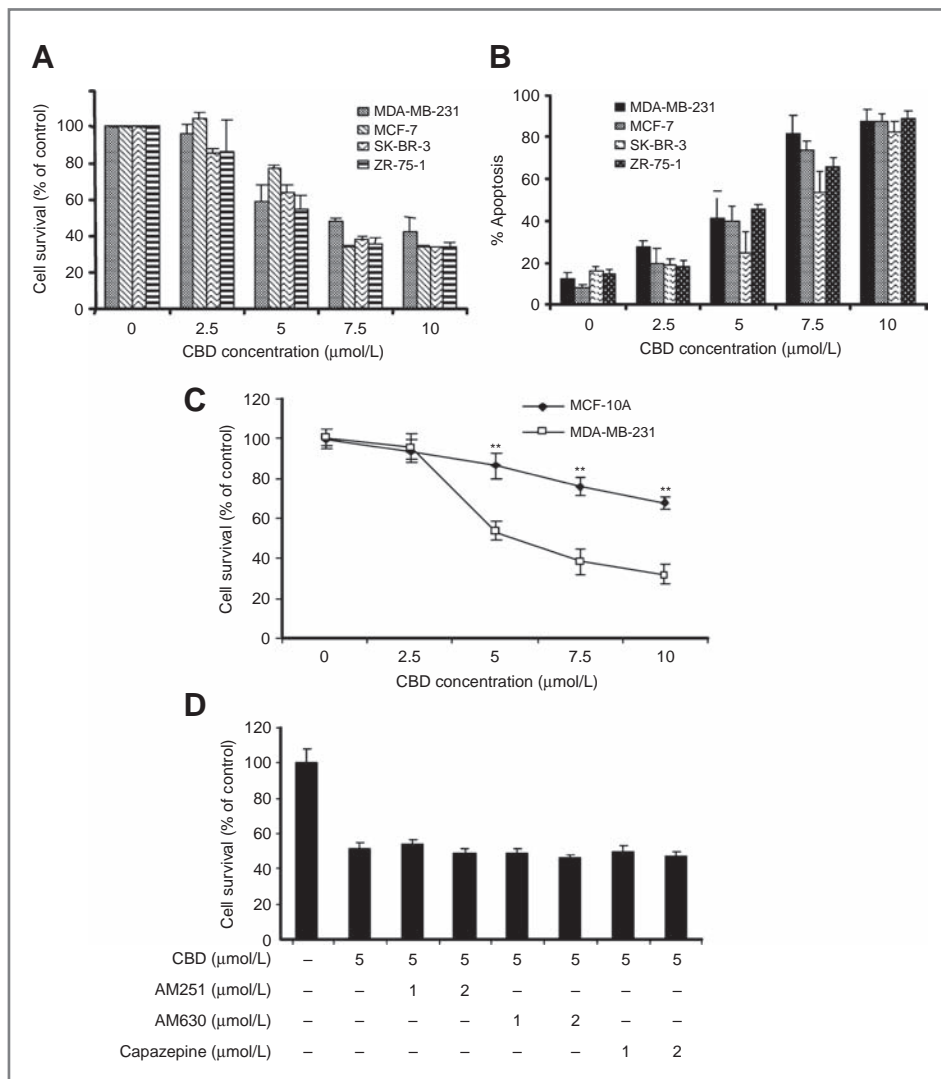 A
Cell survival (% of control)
100
80
60
40
20
0
0 2.5 5 7.5 10
CBD concentration (μmol/L)
MDA-MB-231
MCF-7
SK-BR-3
ZR-75-1
B
% Apoptosis
100
80
60
40
20
0
0 2.5 5 7.5 10
CBD concentration (μmol/L)
MDA-MB-231
MCF-7
SK-BR-3
ZR-75-1
C
Cell survival (% of control)
120
100
80
60
40
20
0
0 2.5 5 7.5 10
CBD concentration (μmol/L)
MCF-10A
MDA-MB-231
** ** **
D
Cell survival (% of control)
120
100
80
60
40
20
0
CBD (μmol/L) – 5 5 5 5 5 5 5
AM251 (μmol/L) – – 1 2 – – – –
AM630 (μmol/L) – – – – 1 2 – –
Capazepine (μmol/L) – – – – – – 1 2